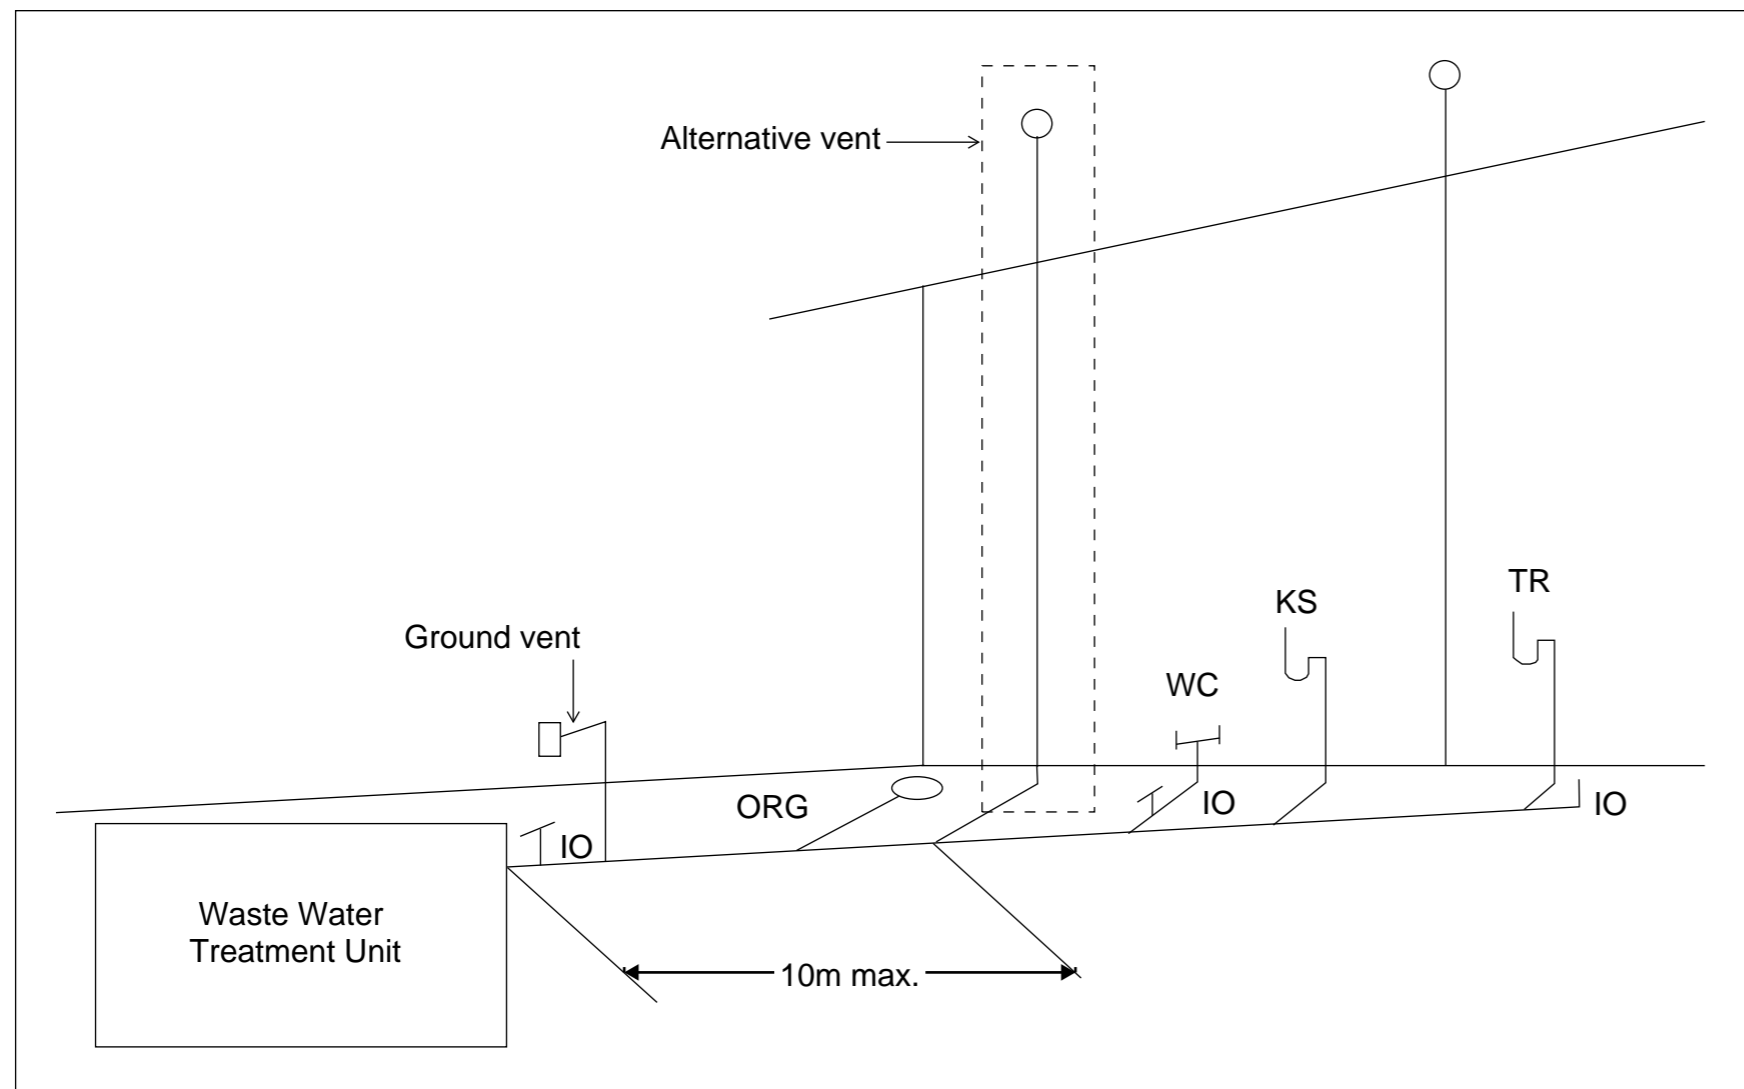 Alternative vent
TR
KS
Ground vent
WC
ORG
IO
IO
IO
Waste Water
Treatment Unit
10m max.